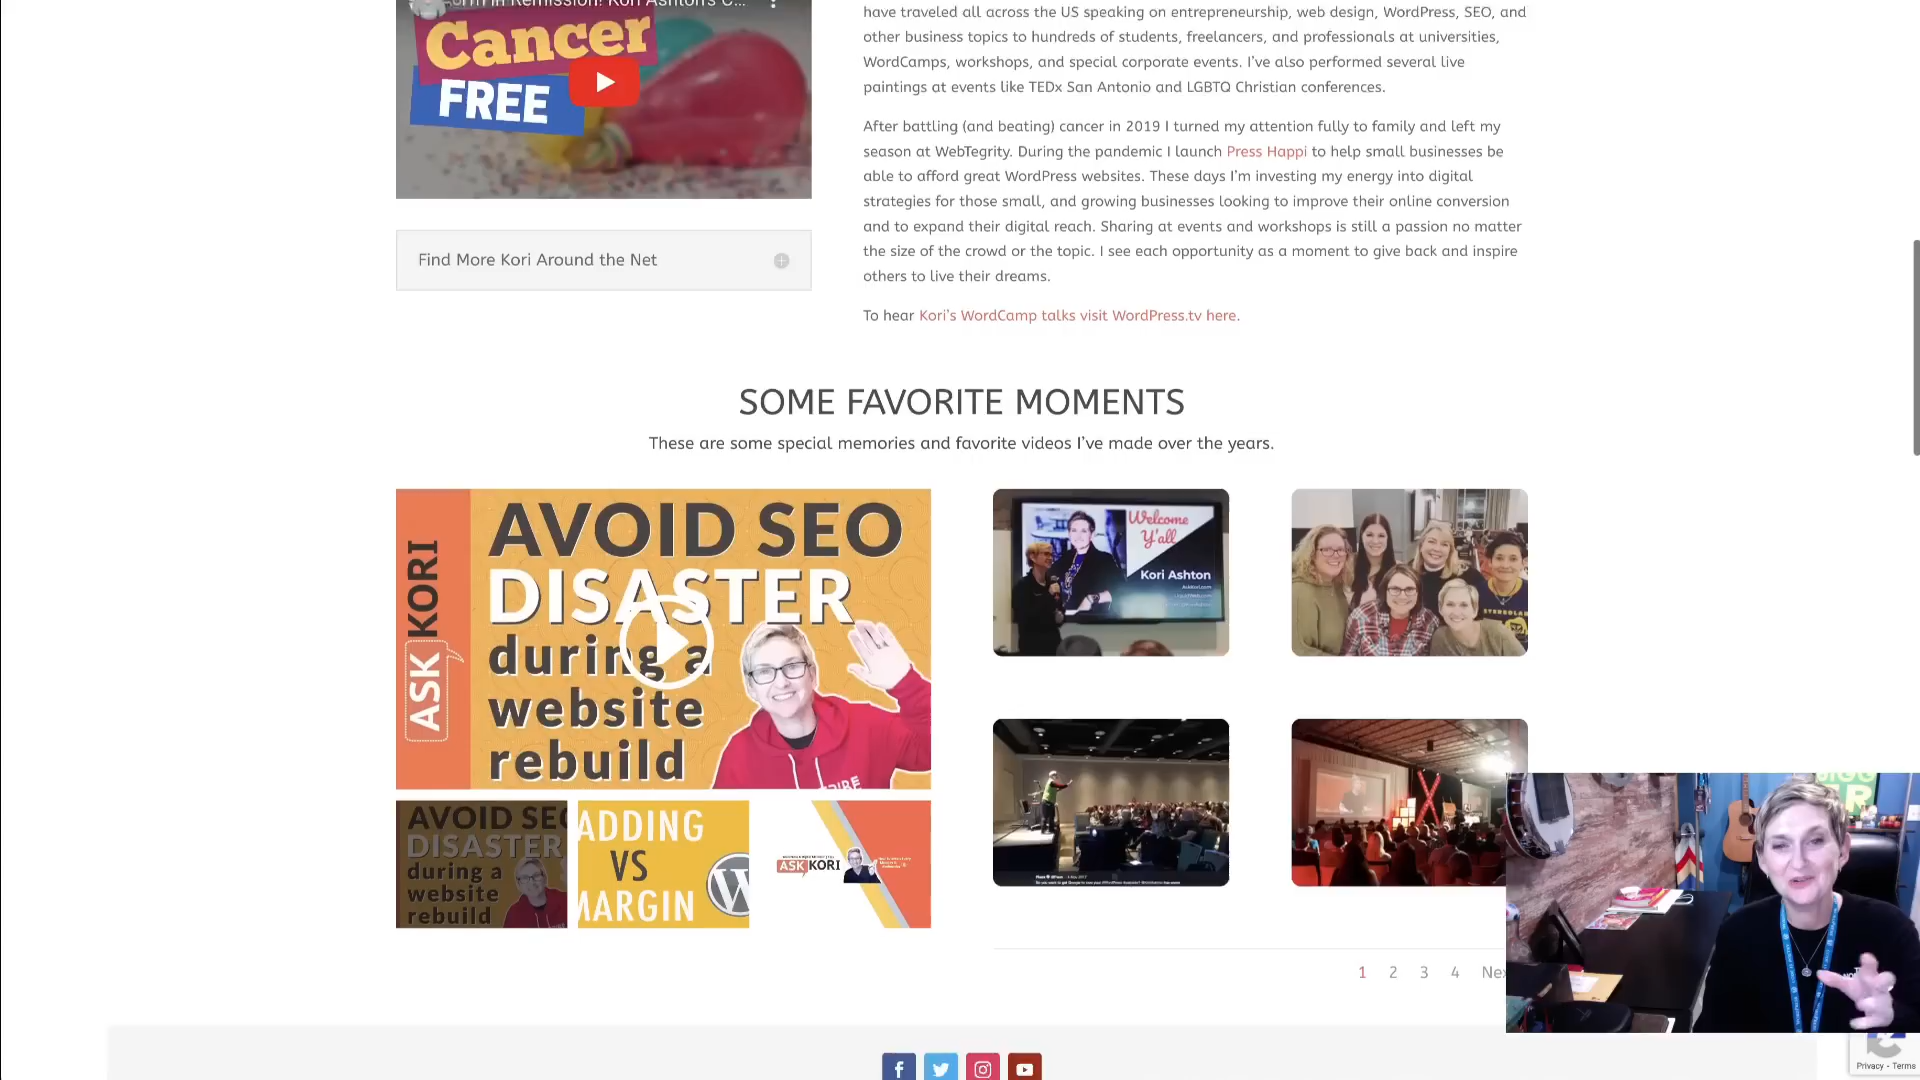 Cancer
FREE
Find More Kori Around the Net
have traveled all across the US speaking on entrepreneurship, web design, WordPress, SEO, and
other business topics to hundreds of students, freelancers, and professionals at universities,
WordCamps, workshops, and special corporate events. I've also performed several live
paintings at events like TEDx San Antonio and LGBTQ Christian conferences.
After battling (and beating) cancer in 2019 I turned my attention fully to family and left my
season at WebTegrity. During the pandemic I launch Press Happi to help small businesses be
able to afford great WordPress websites. These days I'm investing my energy into digital
strategies for those small, and growing businesses looking to improve their online conversion
and to expand their digital reach. Sharing at events and workshops is still a passion no matter
the size of the crowd or the topic. I see each opportunity as a moment to give back and inspire
others to live their dreams.
To hear Kori's WordCamp talks visit WordPress.tv here.
SOME FAVORITE MOMENTS
These are some special memories and favorite videos I've made over the years.
ASK KORI
AVOID SEO
DISASTER
during a
website
rebuild
Welcome
Y'all
Kori Ashton
AVOID SEO
DISASTER
during a
website
rebuild
ADDING
VS
MARGIN
ASK KORI
1 2 3 4
Privacy - Terms